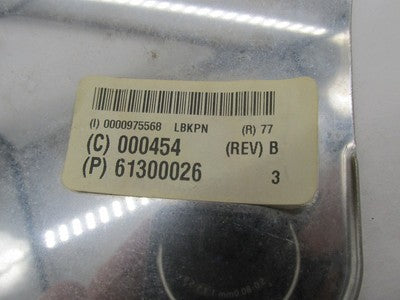 (I) 0000975568 LBKPN (R) 77
(C) 000454 (REV) B
(P) 61300026 3